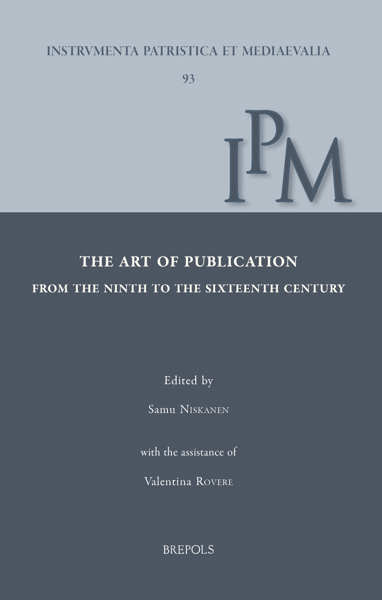 INSTRVMENTA PATRISTICA ET MEDIAEVALIA
93
IPM
THE ART OF PUBLICATION
FROM THE NINTH TO THE SIXTEENTH CENTURY
Edited by
Samu NISKANEN
with the assistance of
Valentina ROVERE
BREPOLS